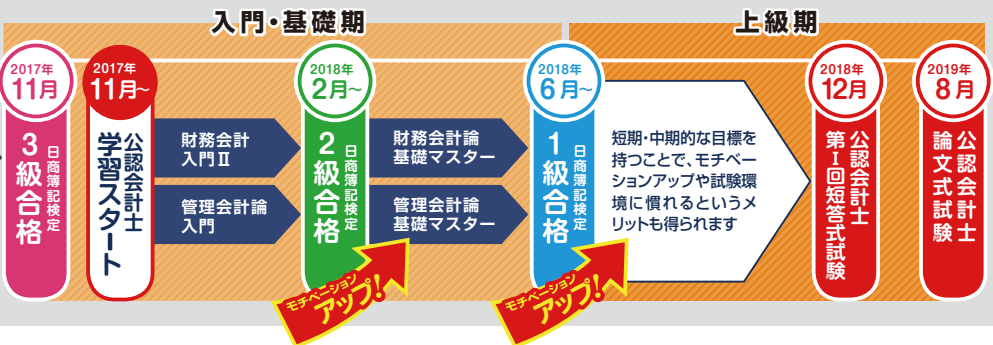 入門・基礎期
上級期
2017年
11月
日商簿記検定
3級合格
2017年
11月~
公認会計士
学習スタート
財務会計
入門Ⅱ
管理会計論
入門
2018年
2月~
日商簿記検定
2級合格
モチベーション
アップ!
財務会計論
基礎マスター
管理会計論
基礎マスター
2018年
6月~
日商簿記検定
1級合格
モチベーション
アップ!
短期・中期的な目標を
持つことで、モチベー
ションアップや試験環
境に慣れるというメ
リットも得られます
2018年
12月
公認会計士
第Ⅰ回短答式試験
2019年
8月
公認会計士
論文式試験